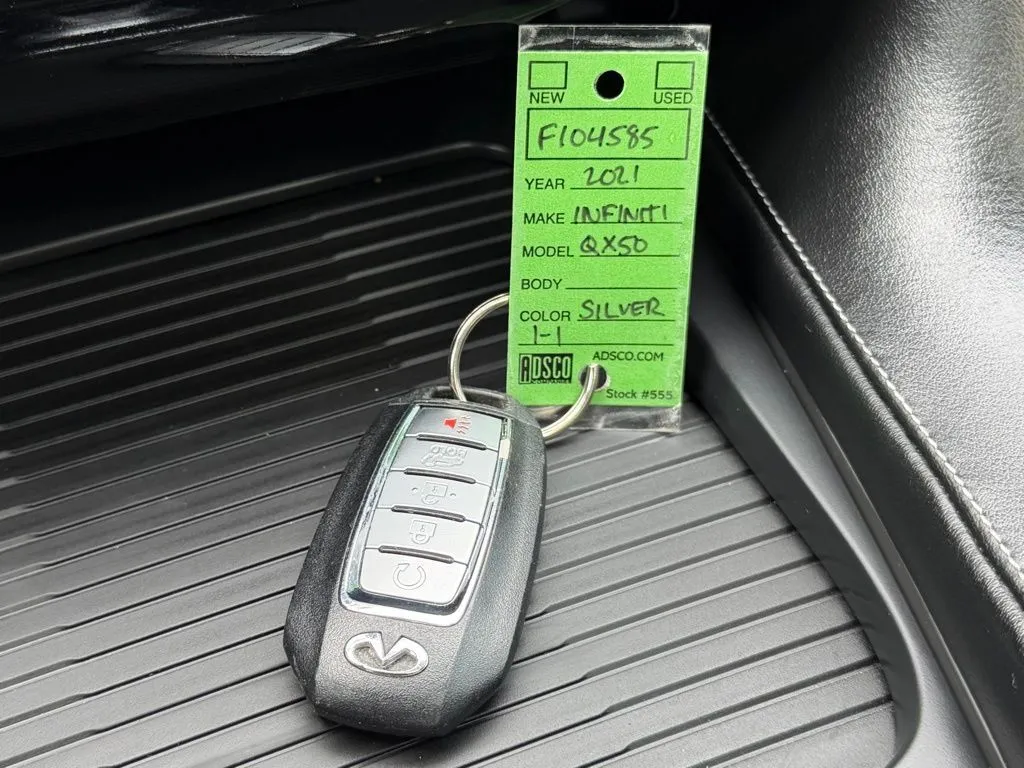 NEW USED
F104585
YEAR 2021
MAKE INFINITI
MODEL QX50
BODY
COLOR SILVER
1-1
ADSCO ADSCO.COM
Stock #555
HOLD